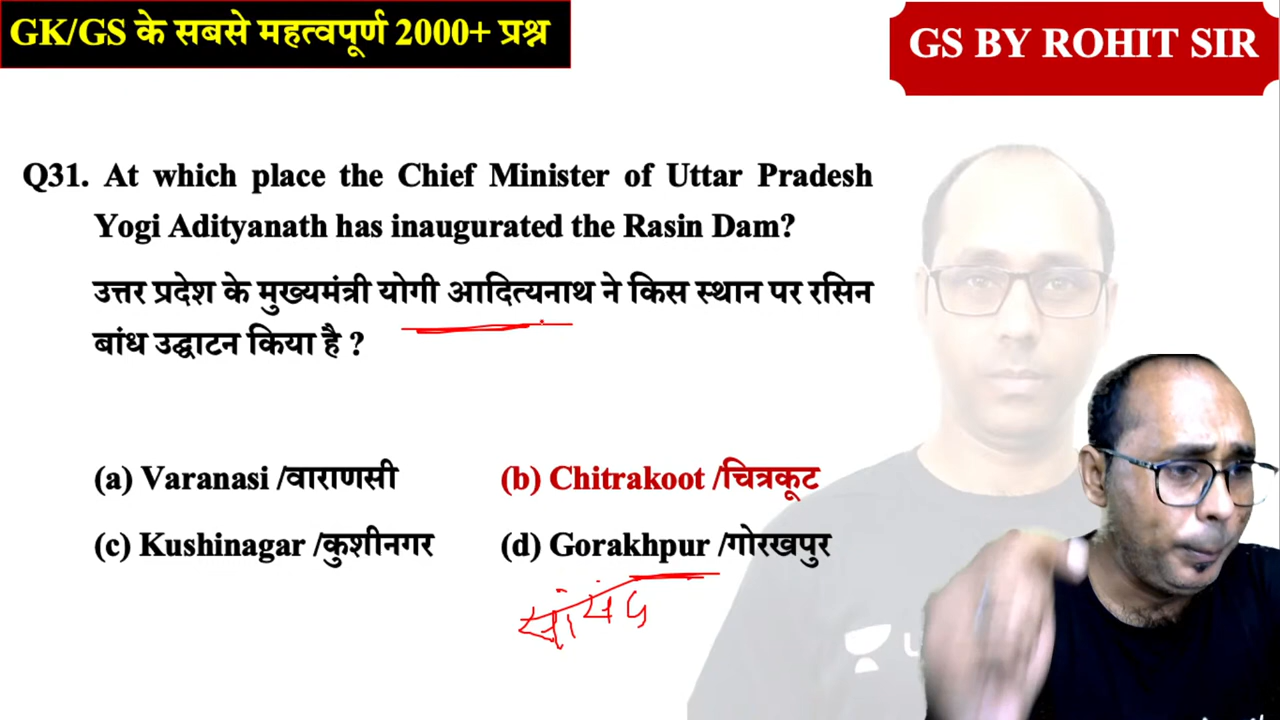 GK/GS के सबसे महत्वपूर्ण 2000+ प्रश्न
GS BY ROHIT SIR
Q31. At which place the Chief Minister of Uttar Pradesh
Yogi Adityanath has inaugurated the Rasin Dam?
उत्तर प्रदेश के मुख्यमंत्री योगी आदित्यनाथ ने किस स्थान पर रसिन
बांध उद्घाटन किया है ?
(a) Varanasi /वाराणसी (b) Chitrakoot /चित्रकूट
(c) Kushinagar /कुशीनगर (d) Gorakhpur /गोरखपुर
सांसद